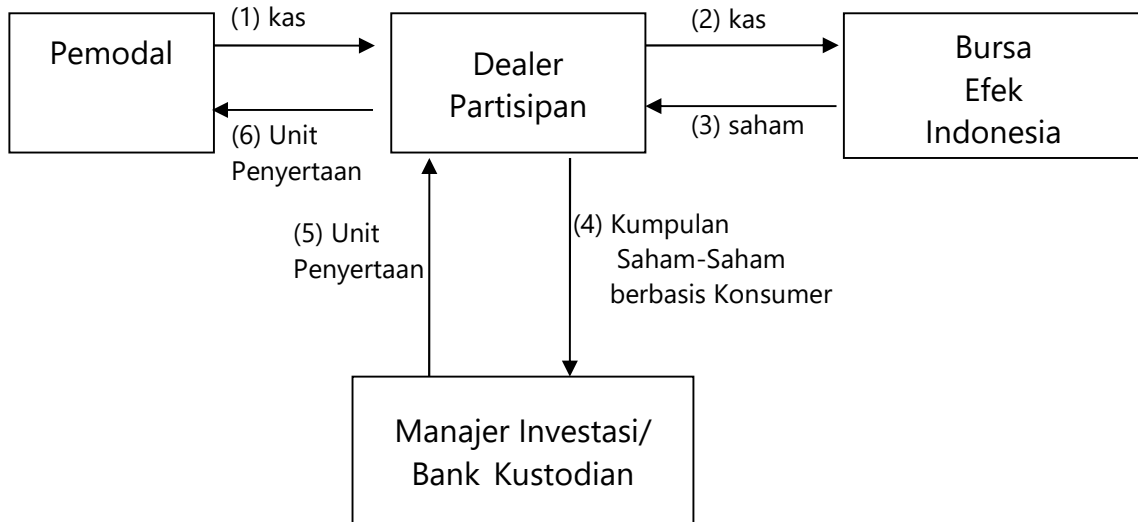 (1) kas
(2) kas
Pemodal
Dealer
Partisipan
Bursa
Efek
Indonesia
(6) Unit
Penyertaan
(3) saham
(5) Unit
Penyertaan
(4) Kumpulan
Saham-Saham
berbasis Konsumer
Manajer Investasi/
Bank Kustodian